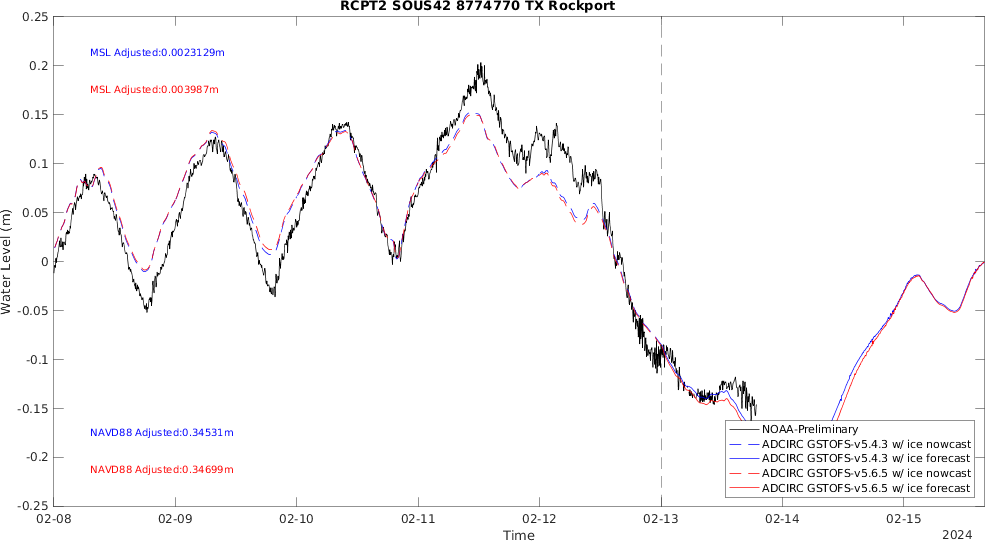 RCPT2 SOUS42 8774770 TX Rockport
0.25
0.2
0.15
0.1
0.05
0
-0.05
-0.1
-0.15
-0.2
-0.25
Water Level (m)
MSL Adjusted:0.0023129m
MSL Adjusted:0.003987m
NAVD88 Adjusted:0.34531m
NAVD88 Adjusted:0.34699m
NOAA-Preliminary
ADCIRC GSTOFS-v5.4.3 w/ ice nowcast
ADCIRC GSTOFS-v5.4.3 w/ ice forecast
ADCIRC GSTOFS-v5.6.5 w/ ice nowcast
ADCIRC GSTOFS-v5.6.5 w/ ice forecast
02-08 02-09 02-10 02-11 02-12 02-13 02-14 02-15
Time
2024